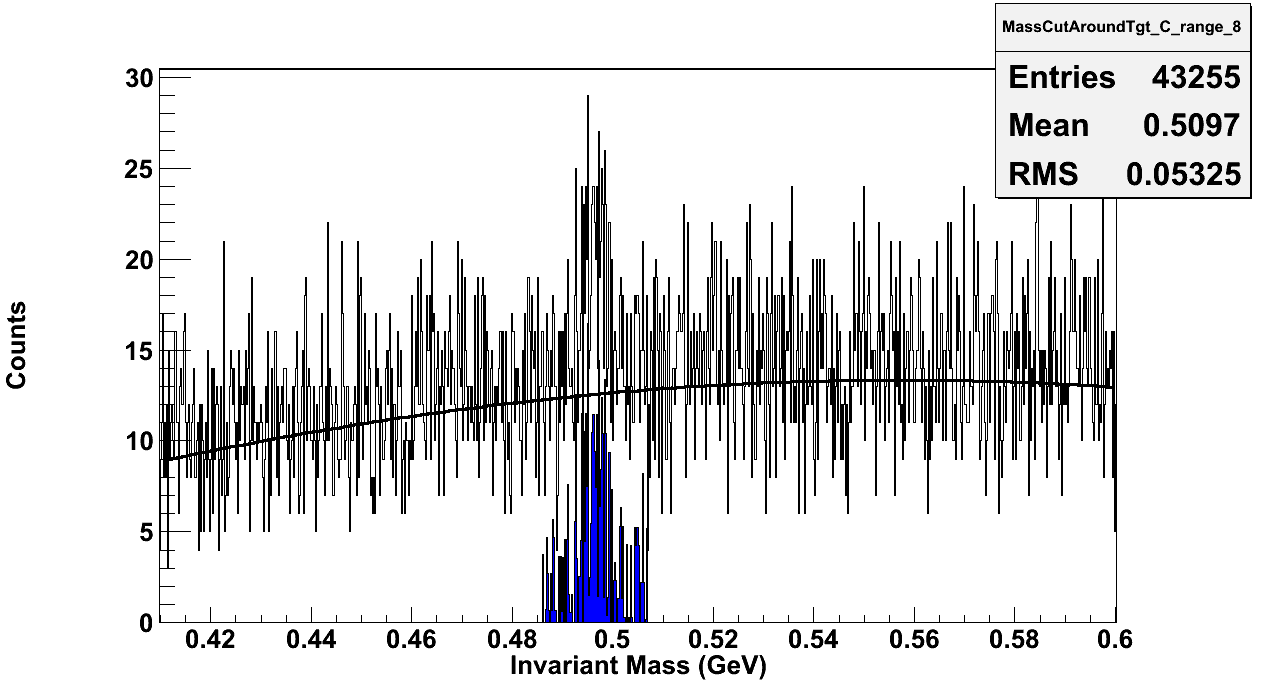 MassCutAroundTgt_C_range_8
Entries 43255
Mean 0.5097
RMS 0.05325
30
25
20
15
10
5
0
Counts
0.42 0.44 0.46 0.48 0.5 0.52 0.54 0.56 0.58 0.6
Invariant Mass (GeV)